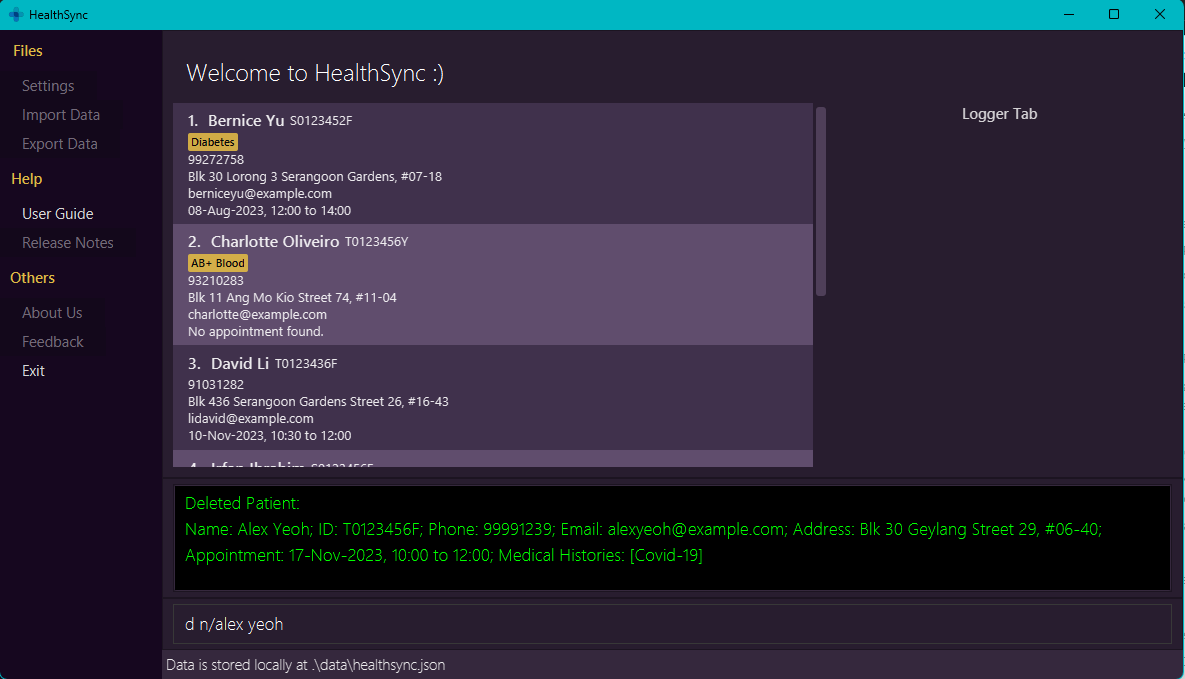 HealthSync
Files
Settings
Import Data
Export Data
Help
User Guide
Release Notes
Others
About Us
Feedback
Exit
Welcome to HealthSync :)
1. Bernice Yu S0123452F
Diabetes
99272758
Blk 30 Lorong 3 Serangoon Gardens, #07-18
berniceyu@example.com
08-Aug-2023, 12:00 to 14:00
2. Charlotte Oliveiro T0123456Y
AB+ Blood
93210283
Blk 11 Ang Mo Kio Street 74, #11-04
charlotte@example.com
No appointment found.
3. David Li T0123436F
91031282
Blk 436 Serangoon Gardens Street 26, #16-43
lidavid@example.com
10-Nov-2023, 10:30 to 12:00
4. Irfan Ibrahim
Logger Tab
Deleted Patient:
Name: Alex Yeoh; ID: T0123456F; Phone: 99991239; Email: alexyeoh@example.com; Address: Blk 30 Geylang Street 29, #06-40;
Appointment: 17-Nov-2023, 10:00 to 12:00; Medical Histories: [Covid-19]
d n/alex yeoh
Data is stored locally at .\data\healthsync.json